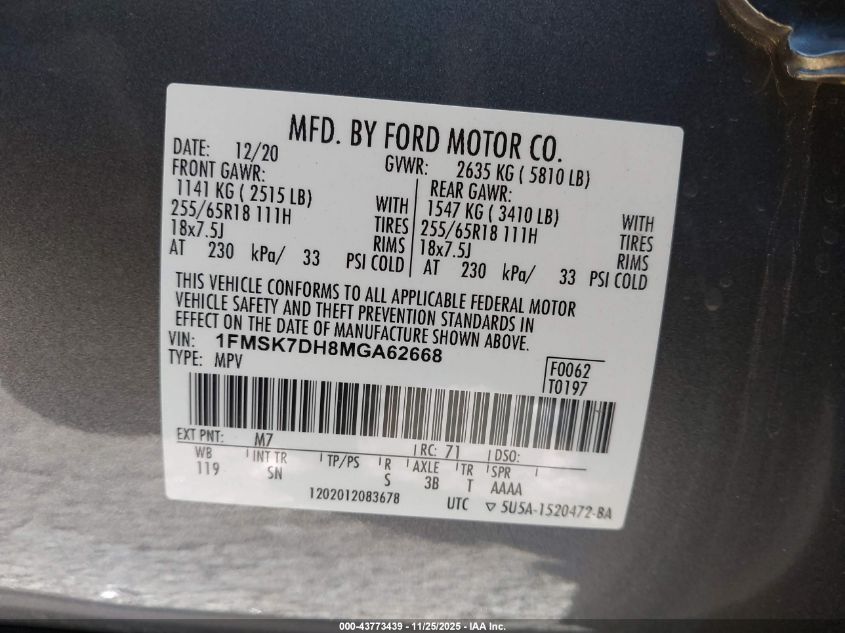 MFD. BY FORD MOTOR CO.
DATE: 12/20 GVWR: 2635 KG ( 5810 LB)
FRONT GAWR: REAR GAWR:
1141 KG ( 2515 LB) WITH 1547 KG ( 3410 LB) WITH
255/65R18 111H TIRES 255/65R18 111H TIRES
18x7.5J RIMS 18x7.5J RIMS
AT 230 kPa/ 33 PSI COLD AT 230 kPa/ 33 PSI COLD
THIS VEHICLE CONFORMS TO ALL APPLICABLE FEDERAL MOTOR
VEHICLE SAFETY AND THEFT PREVENTION STANDARDS IN
EFFECT ON THE DATE OF MANUFACTURE SHOWN ABOVE.
VIN: 1FMSK7DH8MGA62668
TYPE: MPV
F0062
T0197
EXT PNT: M7 RC: 71 DSO:
WB INT TR TP/PS R AXLE TR SPR
119 SN S 3B T AAAA
1202012083678 UTC ▽ 5U5A-1520472-BA
000-43773439 - 11/25/2025 - IAA Inc.